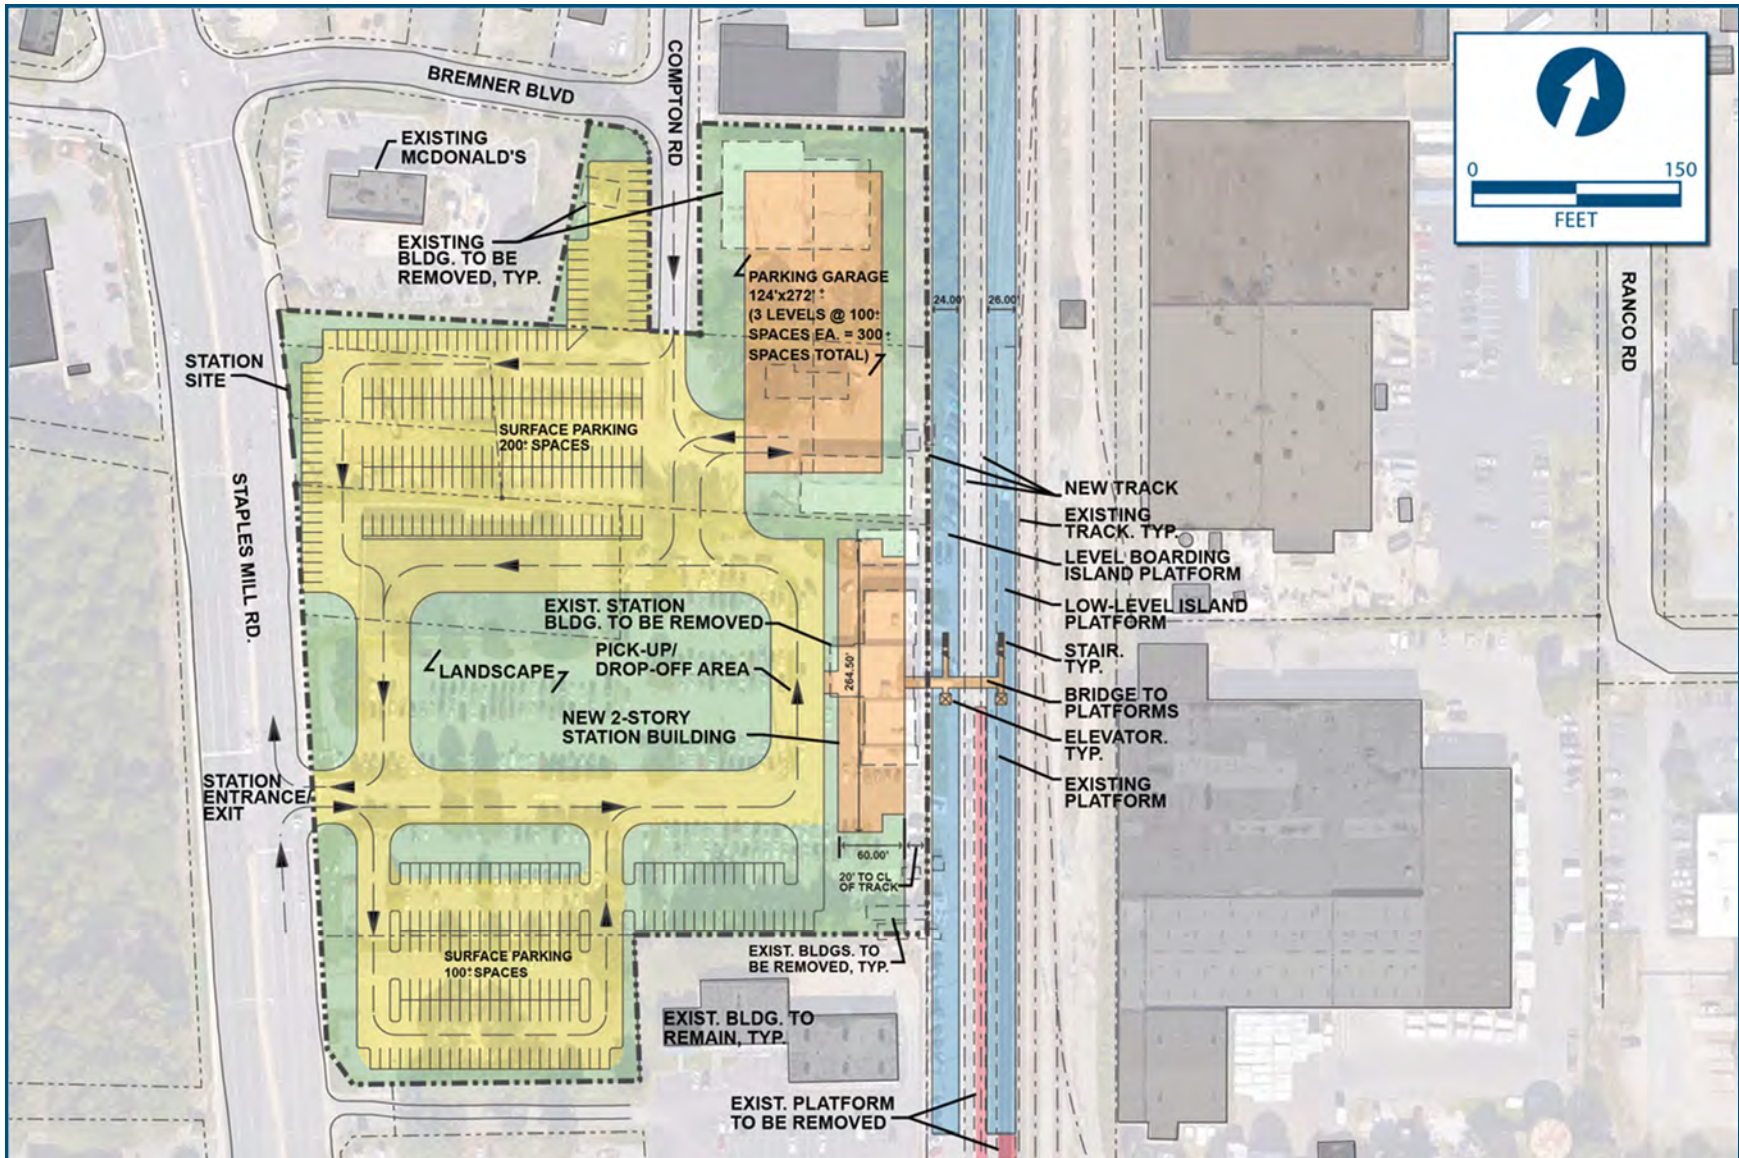 BREMNER BLVD
COMPTON RD
EXISTING
MCDONALD'S
0 150
FEET
EXISTING
BLDG. TO BE
REMOVED, TYP.
PARKING GARAGE
124'x272'±
(3 LEVELS @ 100±
SPACES EA. = 300±
SPACES TOTAL)
24.00'
26.00'
RANCO RD
STATION
SITE
SURFACE PARKING
200± SPACES
STAPLES MILL RD.
NEW TRACK
EXISTING
TRACK. TYP.
LEVEL BOARDING
ISLAND PLATFORM
LOW-LEVEL ISLAND
PLATFORM
STAIR.
TYP.
BRIDGE TO
PLATFORMS
ELEVATOR.
TYP.
EXISTING
PLATFORM
EXIST. STATION
BLDG. TO BE REMOVED
PICK-UP/
DROP-OFF AREA
LANDSCAPE
264.50'
NEW 2-STORY
STATION BUILDING
STATION
ENTRANCE/
EXIT
60.00'
20' TO CL
OF TRACK
SURFACE PARKING
100± SPACES
EXIST. BLDGS. TO
BE REMOVED, TYP.
EXIST. BLDG. TO
REMAIN, TYP.
EXIST. PLATFORM
TO BE REMOVED